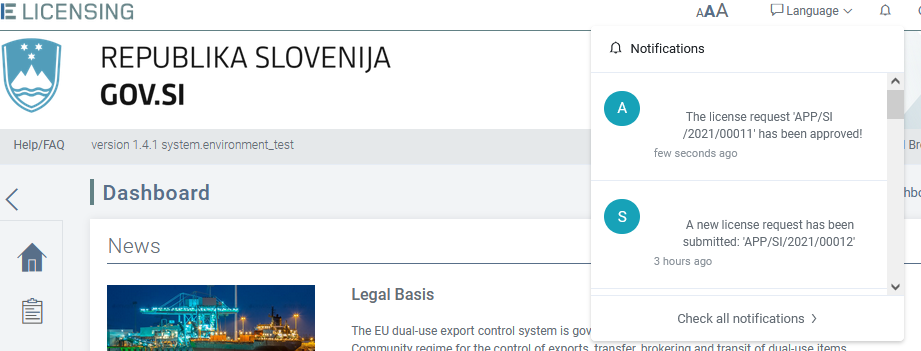 E LICENSING
AAA
Language
REPUBLIKA SLOVENIJA
GOV.SI
Help/FAQ
version 1.4.1 system.environment_test
Dashboard
News
Legal Basis
The EU dual-use export control system is
Community regime for the control of exports, transfer, brokering and transit of dual-use items
Notifications
A
The license request 'APP/SI
/2021/00011' has been approved!
few seconds ago
S
A new license request has been
submitted: 'APP/SI/2021/00012'
3 hours ago
Check all notifications